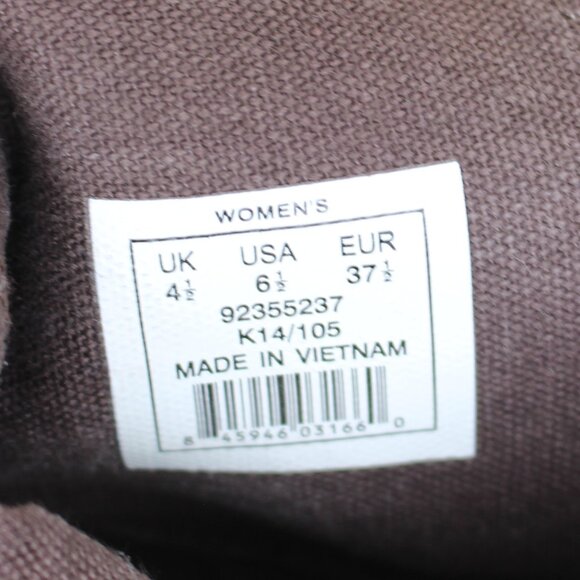 WOMEN'S
UK USA EUR
4½ 6½ 37½
92355237
K14/105
MADE IN VIETNAM
8 45946 03166 0